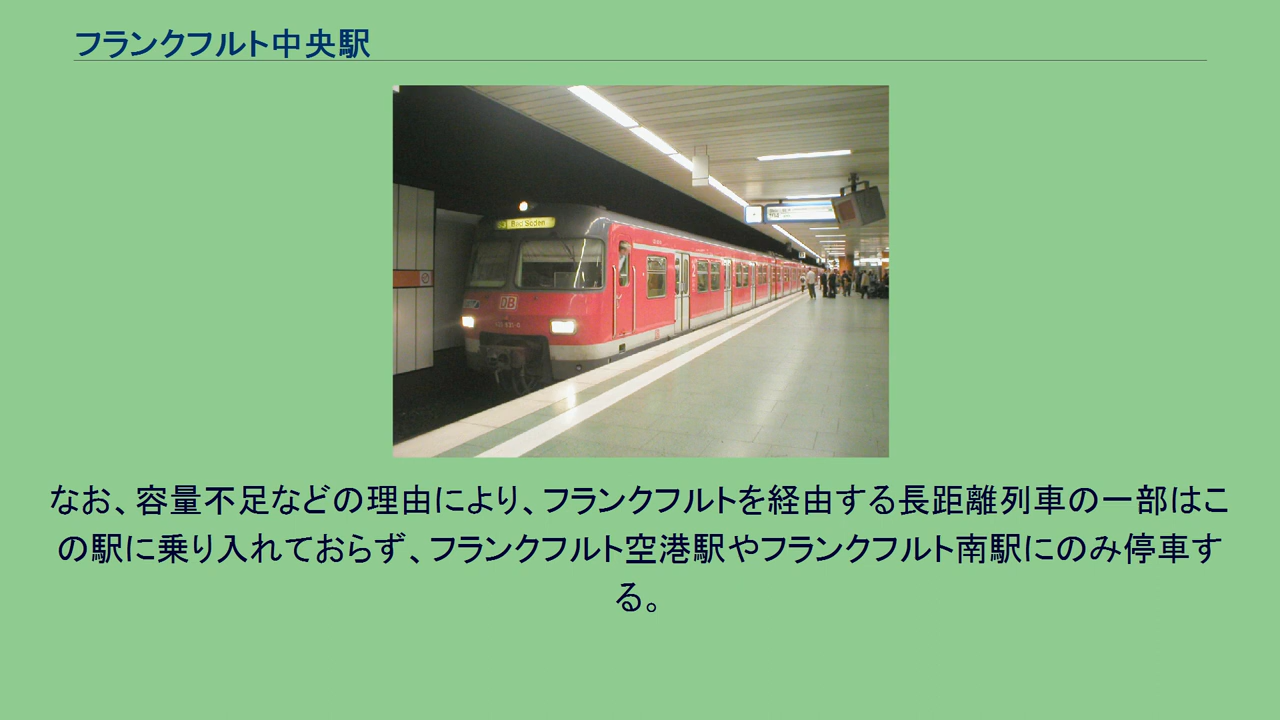 フランクフルト中央駅
Bad Soden
DB
なお、容量不足などの理由により、フランクフルトを経由する長距離列車の一部はこ
の駅に乗り入れておらず、フランクフルト空港駅やフランクフルト南駅にのみ停車す
る。